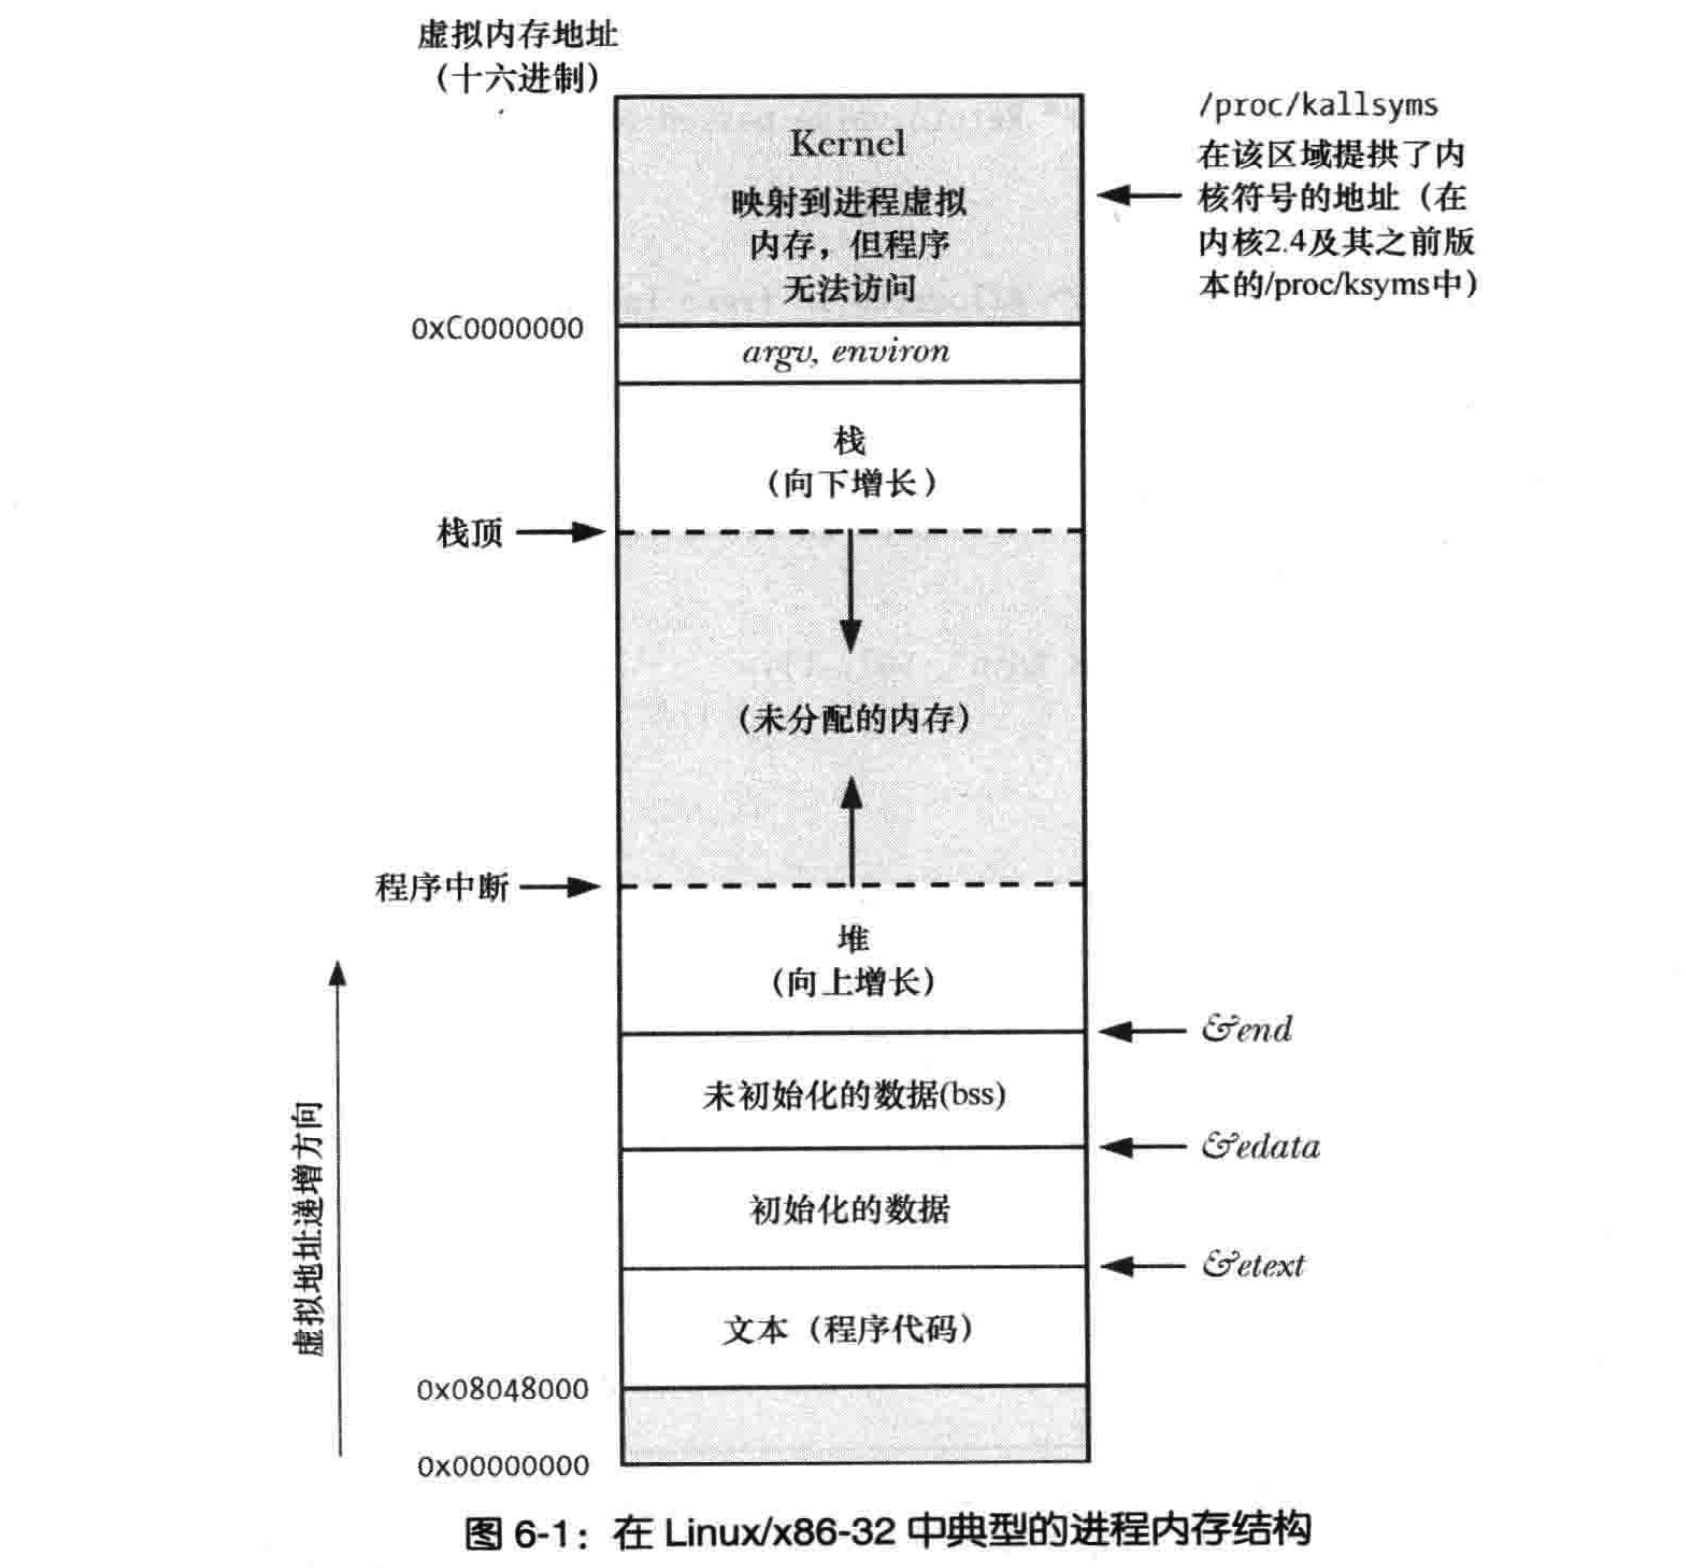 虚拟内存地址
（十六进制）
Kernel
映射到进程虚拟
内存，但程序
无法访问
/proc/kallsyms
在该区域提拱了内
核符号的地址（在
内核2.4及其之前版
本的/proc/ksyms中）
0xC0000000
argv, environ
栈
（向下增长）
栈顶
（未分配的内存）
程序中断
堆
（向上增长）
&end
未初始化的数据(bss)
&edata
初始化的数据
&etext
文本（程序代码）
虚拟地址递增方向
0x08048000
0x00000000
图 6-1：在 Linux/x86-32 中典型的进程内存结构